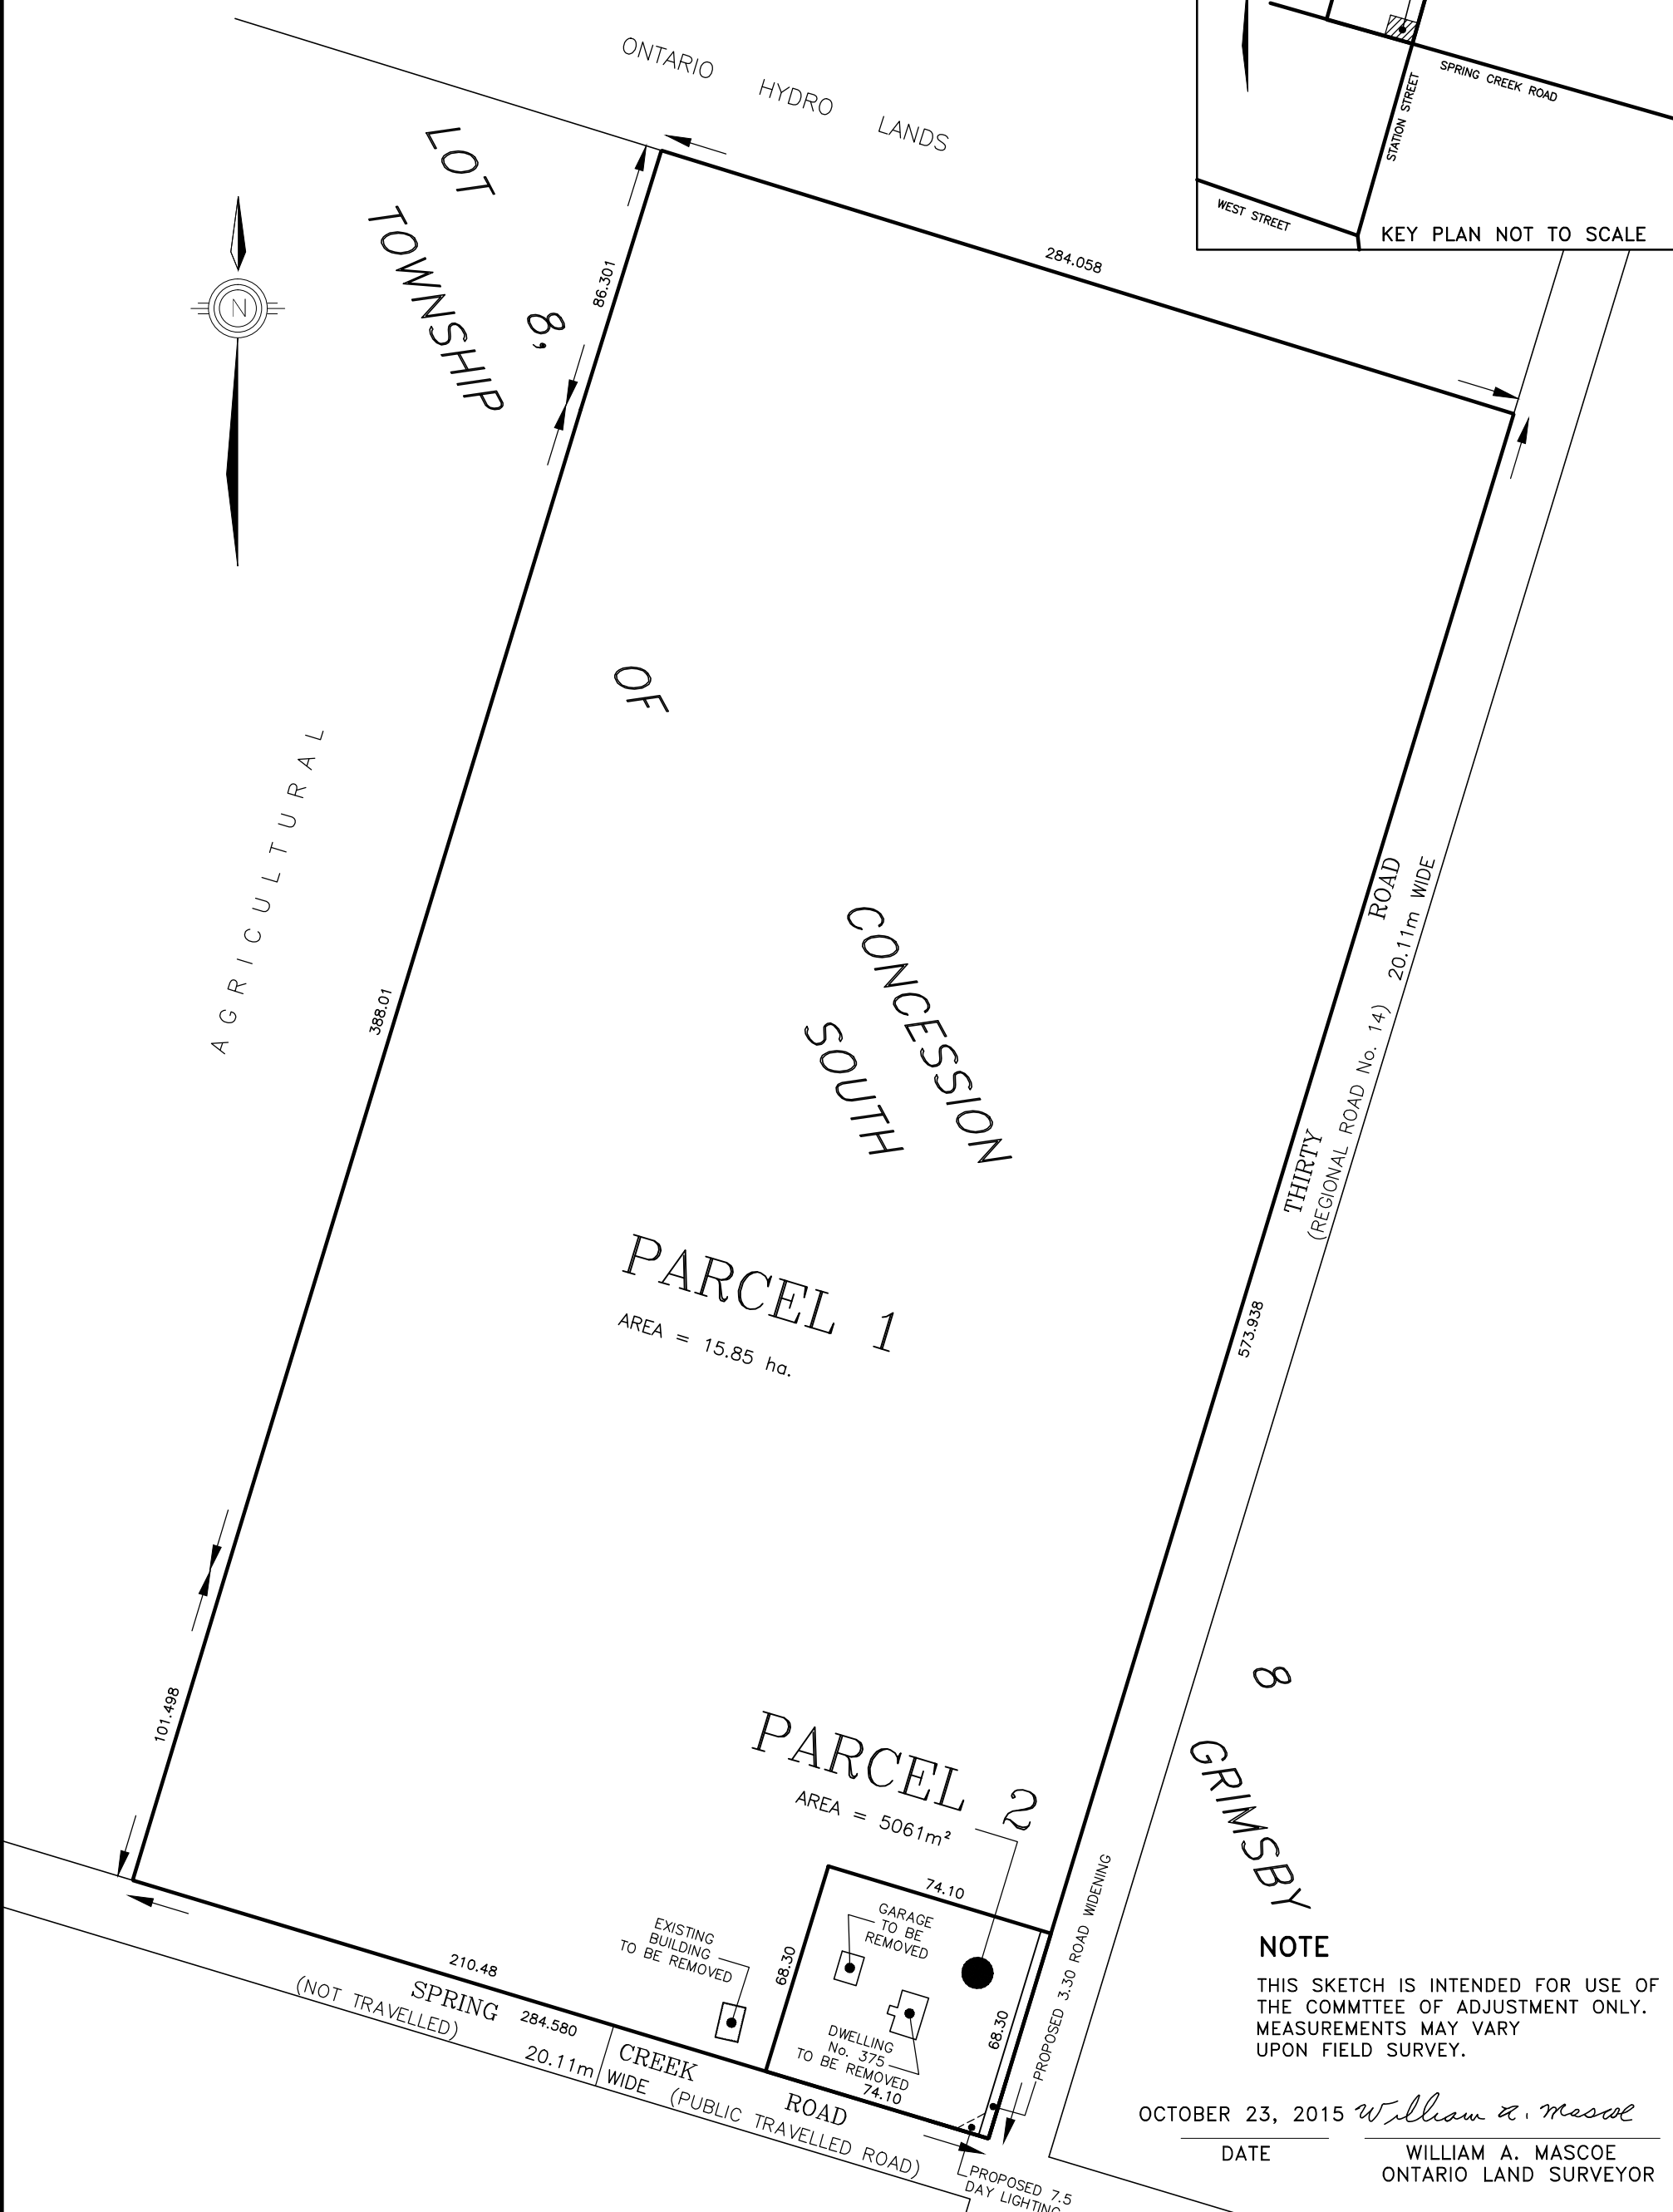 ONTARIO HYDRO LANDS
SPRING CREEK ROAD
STATION STREET
WEST STREET
KEY PLAN NOT TO SCALE
LOT 8,
TOWNSHIP OF
N
86.301
284.058
AGRICULTURAL
388.01
CONCESSION 8
SOUTH GRIMSBY
THIRTY ROAD
(REGIONAL ROAD No. 14) 20.11m WIDE
573.938
PARCEL 1
AREA = 15.85 ha.
101.498
PARCEL 2
AREA = 5061m²
74.10
GARAGE
TO BE
REMOVED
EXISTING
BUILDING
TO BE REMOVED
68.30
68.30
PROPOSED 3.30 ROAD WIDENING
DWELLING
No. 375
TO BE REMOVED
74.10
210.48
284.580
SPRING CREEK ROAD
(NOT TRAVELLED)
20.11m WIDE (PUBLIC TRAVELLED ROAD)
PROPOSED 7.5
DAY LIGHTING
NOTE
THIS SKETCH IS INTENDED FOR USE OF
THE COMMTTEE OF ADJUSTMENT ONLY.
MEASUREMENTS MAY VARY
UPON FIELD SURVEY.
OCTOBER 23, 2015 William A. Mascoe
DATE
WILLIAM A. MASCOE
ONTARIO LAND SURVEYOR